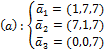 (a): { ā₁ = (1,7,7)
ā₂ = (7,1,7)
ā₃ = (0,0,7)